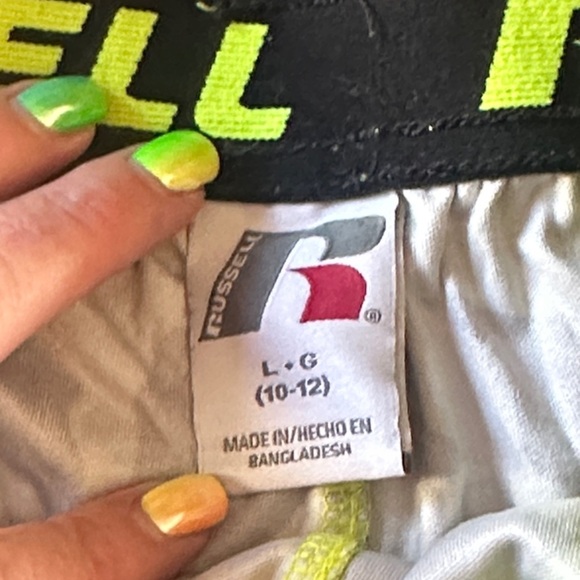 ELL
RUSSELL
®
L • G
(10-12)
MADE IN/HECHO EN
BANGLADESH